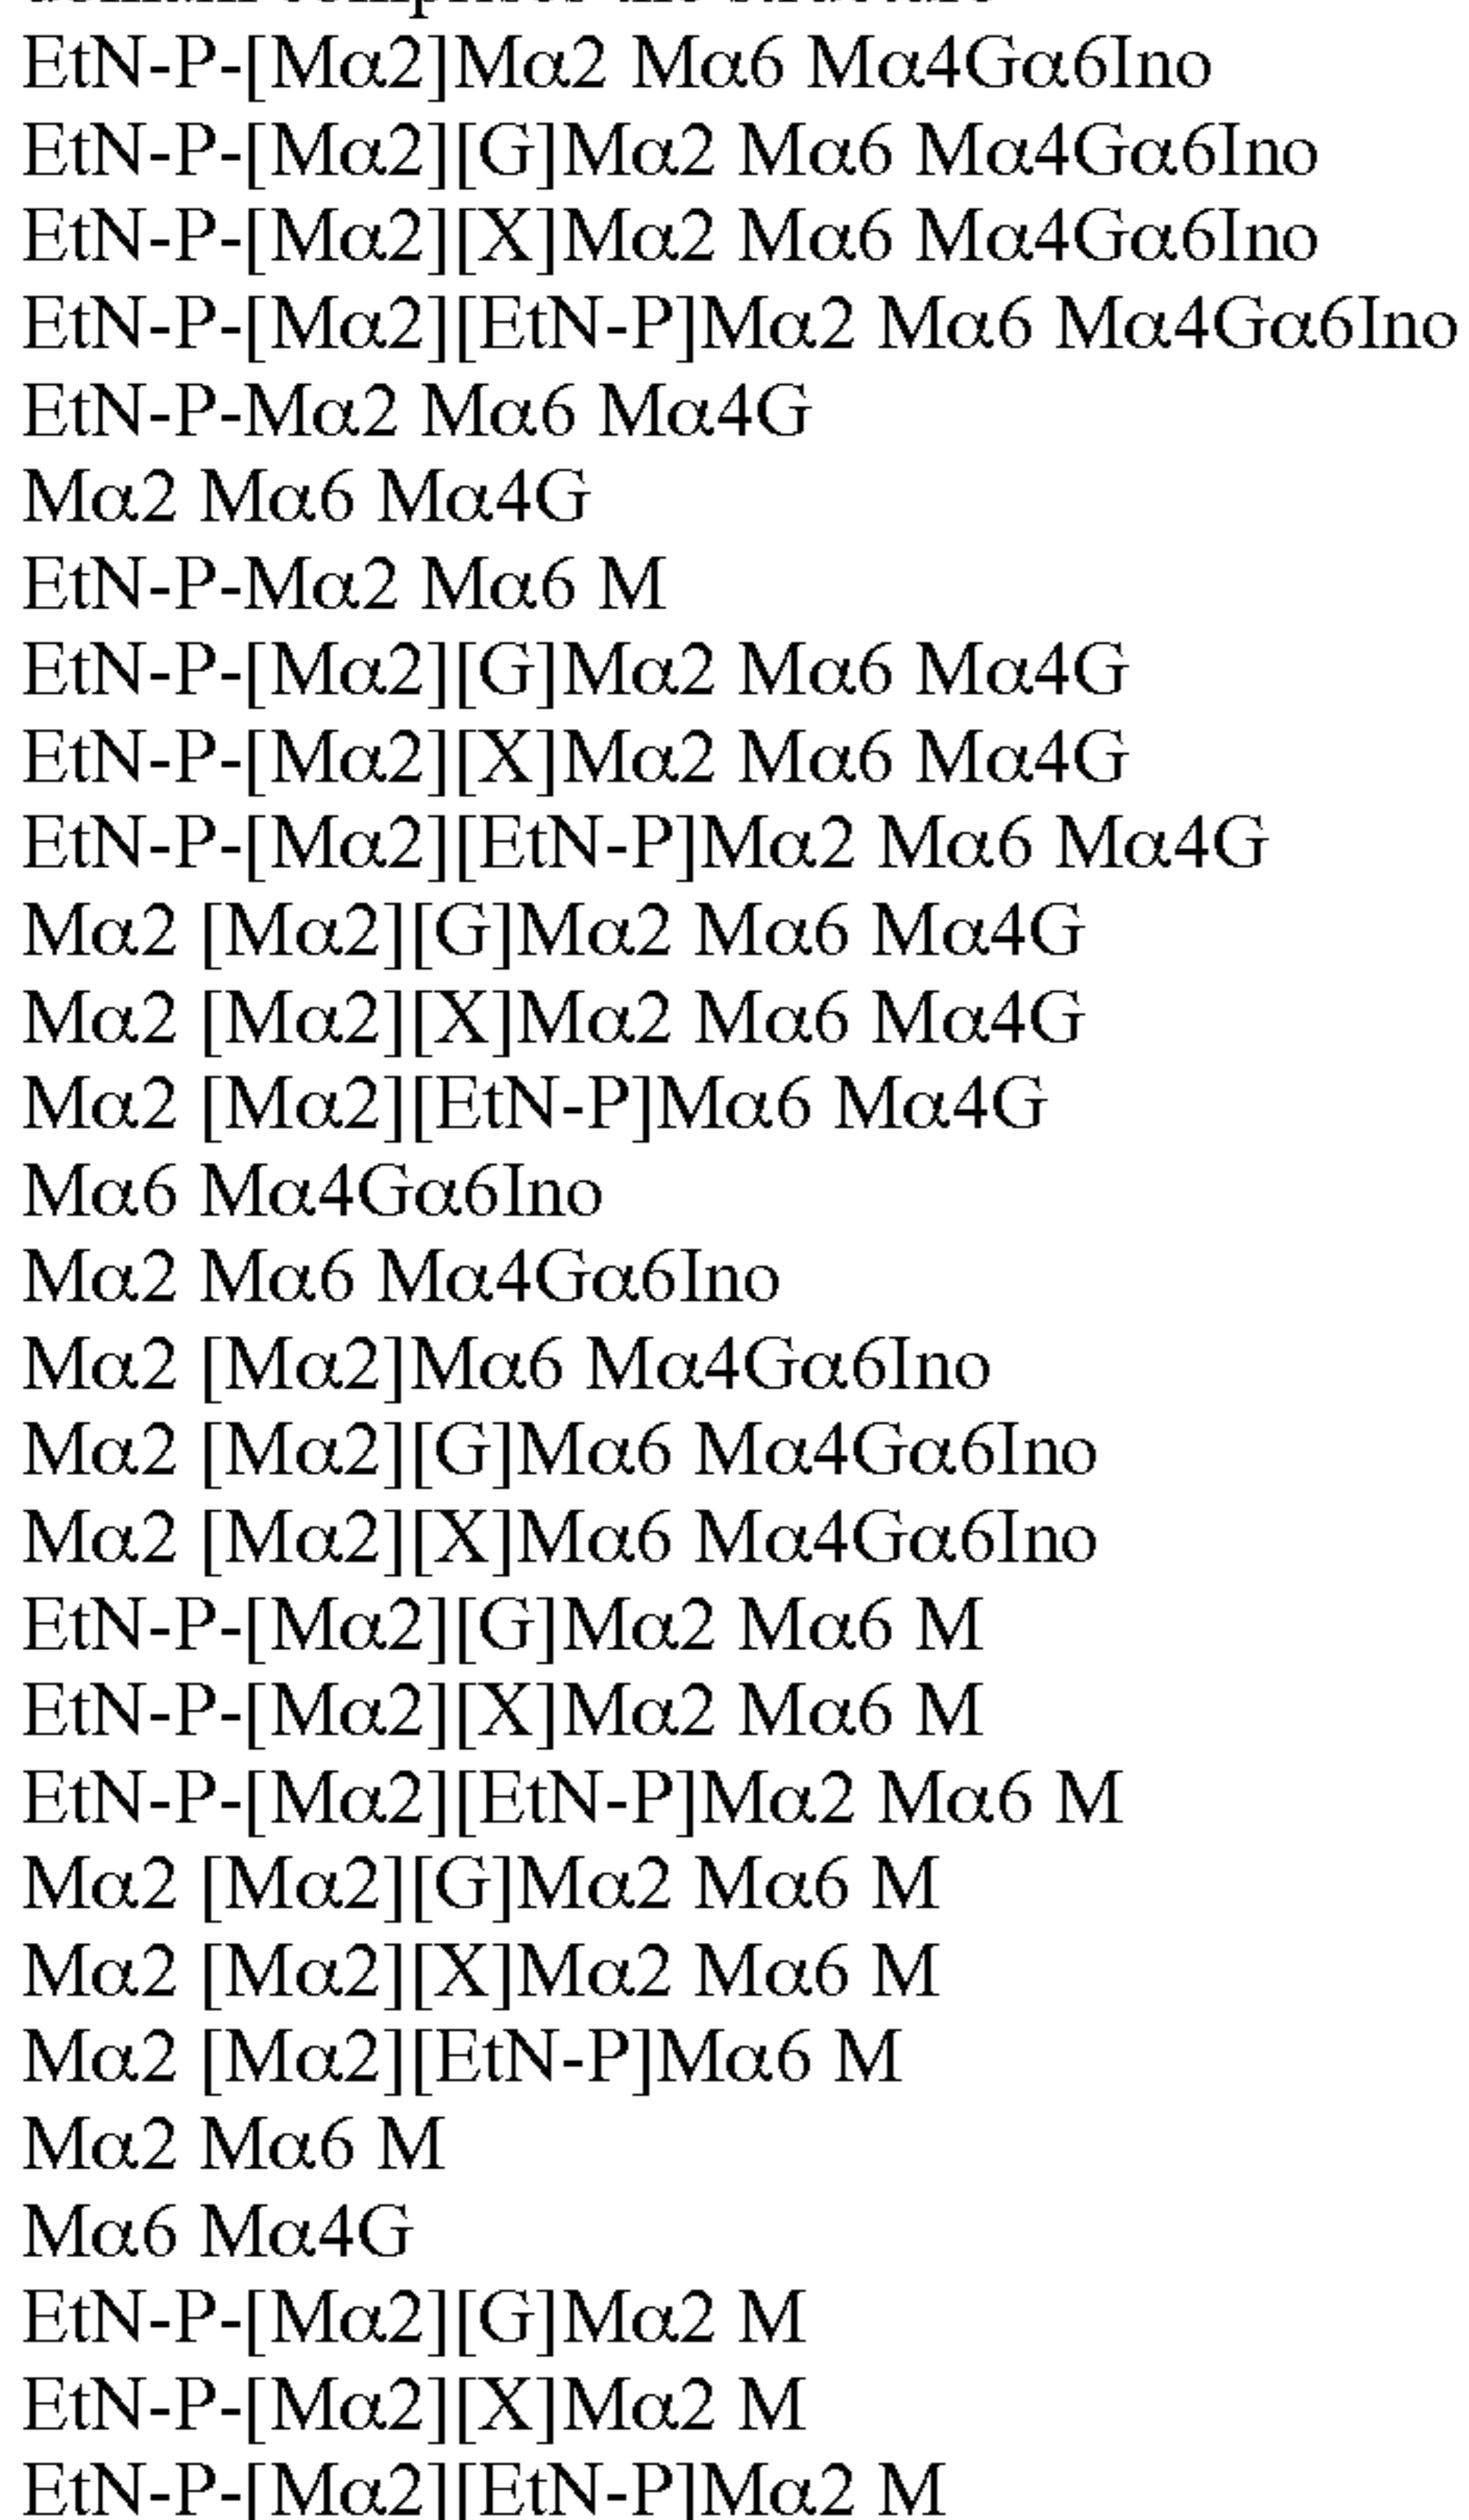 EtN-P-[Mα2]Mα2 Mα6 Mα4Gα6Ino
EtN-P-[Mα2][G]Mα2 Mα6 Mα4Gα6Ino
EtN-P-[Mα2][X]Mα2 Mα6 Mα4Gα6Ino
EtN-P-[Mα2][EtN-P]Mα2 Mα6 Mα4Gα6Ino
EtN-P-Mα2 Mα6 Mα4G
Mα2 Mα6 Mα4G
EtN-P-Mα2 Mα6 M
EtN-P-[Mα2][G]Mα2 Mα6 Mα4G
EtN-P-[Mα2][X]Mα2 Mα6 Mα4G
EtN-P-[Mα2][EtN-P]Mα2 Mα6 Mα4G
Mα2 [Mα2][G]Mα2 Mα6 Mα4G
Mα2 [Mα2][X]Mα2 Mα6 Mα4G
Mα2 [Mα2][EtN-P]Mα6 Mα4G
Mα6 Mα4Gα6Ino
Mα2 Mα6 Mα4Gα6Ino
Mα2 [Mα2]Mα6 Mα4Gα6Ino
Mα2 [Mα2][G]Mα6 Mα4Gα6Ino
Mα2 [Mα2][X]Mα6 Mα4Gα6Ino
EtN-P-[Mα2][G]Mα2 Mα6 M
EtN-P-[Mα2][X]Mα2 Mα6 M
EtN-P-[Mα2][EtN-P]Mα2 Mα6 M
Mα2 [Mα2][G]Mα2 Mα6 M
Mα2 [Mα2][X]Mα2 Mα6 M
Mα2 [Mα2][EtN-P]Mα6 M
Mα2 Mα6 M
Mα6 Mα4G
EtN-P-[Mα2][G]Mα2 M
EtN-P-[Mα2][X]Mα2 M
EtN-P-[Mα2][EtN-P]Mα2 M